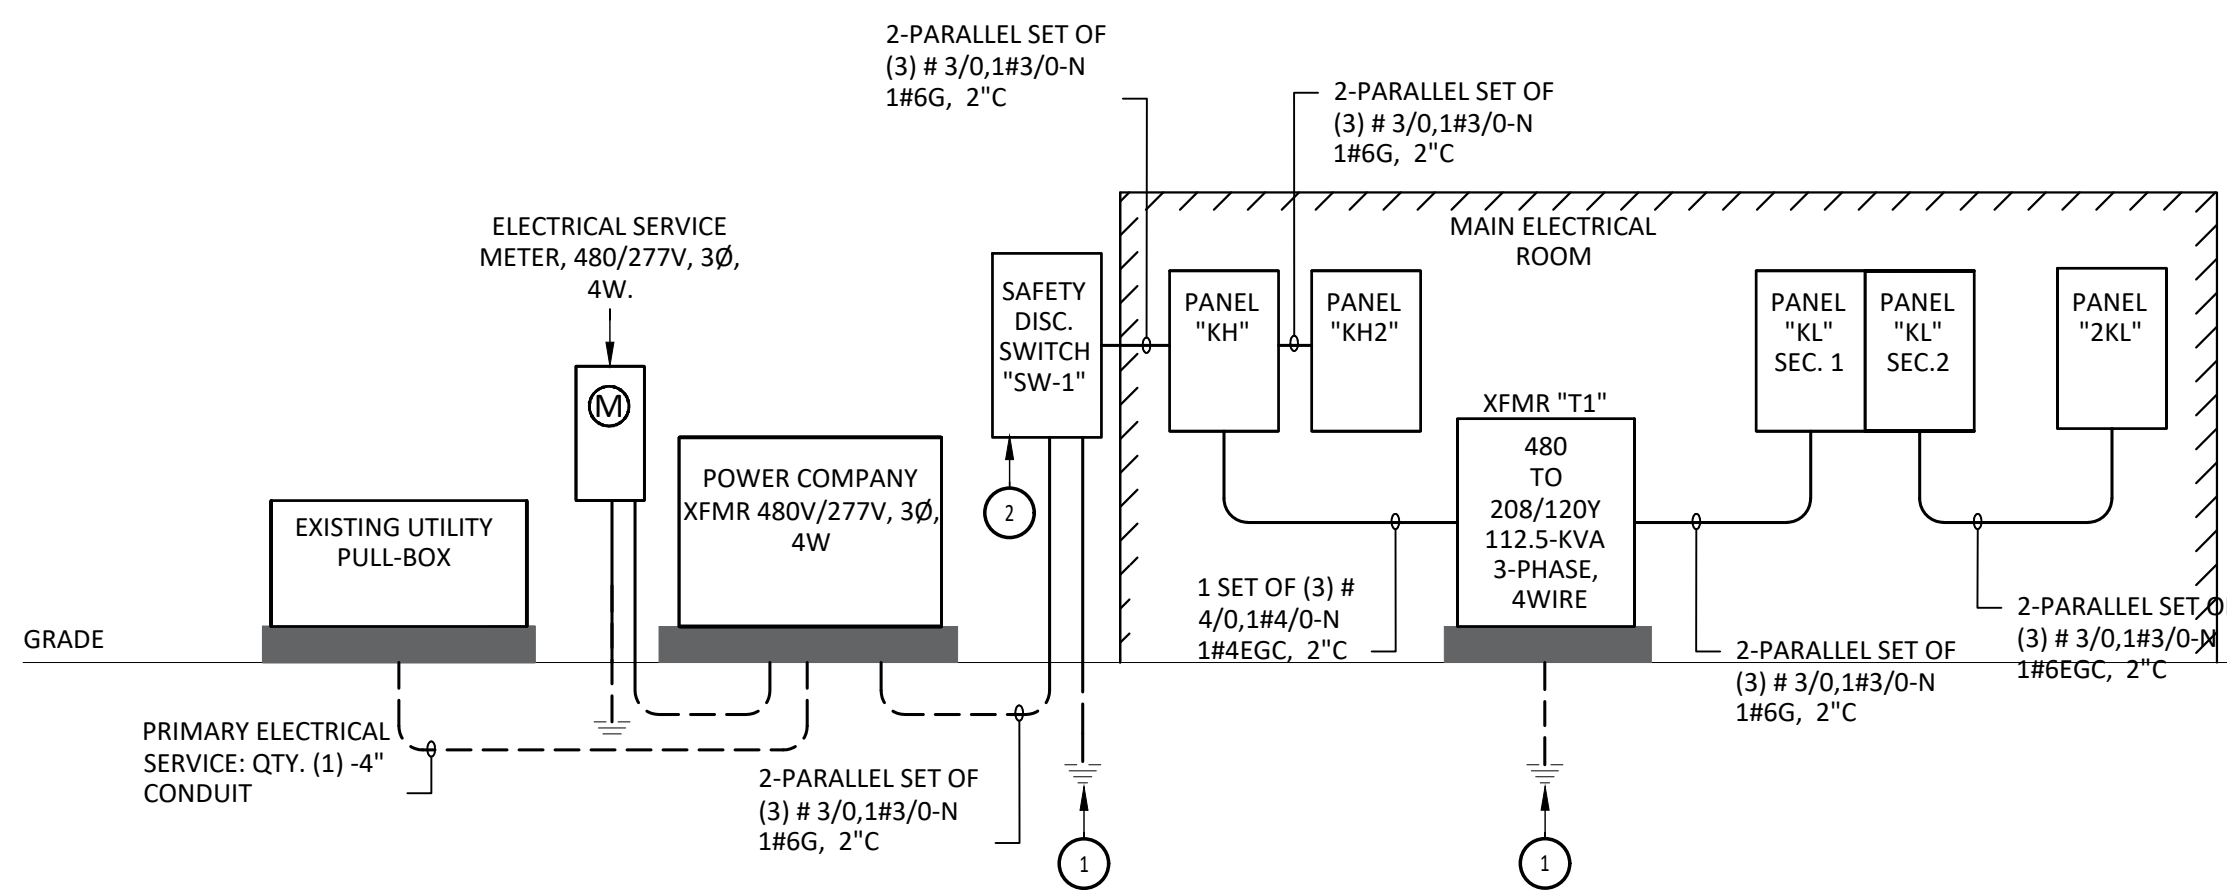 2-PARALLEL SET OF
(3) # 3/0,1#3/0-N
1#6G, 2"C
2-PARALLEL SET OF
(3) # 3/0,1#3/0-N
1#6G, 2"C
ELECTRICAL SERVICE
METER, 480/277V, 3Ø,
4W.
M
MAIN ELECTRICAL
ROOM
SAFETY
DISC.
SWITCH
"SW-1"
PANEL
"KH"
PANEL
"KH2"
PANEL
"KL"
SEC. 1
PANEL
"KL"
SEC.2
PANEL
"2KL"
XFMR "T1"
480
TO
208/120Y
112.5-KVA
3-PHASE,
4WIRE
POWER COMPANY
XFMR 480V/277V, 3Ø,
4W
2
EXISTING UTILITY
PULL-BOX
1 SET OF (3) #
4/0,1#4/0-N
1#4EGC, 2"C
2-PARALLEL SET OF
(3) # 3/0,1#3/0-N
1#6EGC, 2"C
GRADE
2-PARALLEL SET OF
(3) # 3/0,1#3/0-N
1#6G, 2"C
PRIMARY ELECTRICAL
SERVICE: QTY. (1) -4"
CONDUIT
2-PARALLEL SET OF
(3) # 3/0,1#3/0-N
1#6G, 2"C
1
1